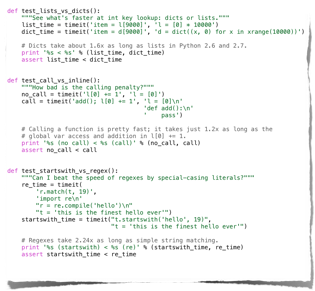 def test_lists_vs_dicts():
"""See what's faster at int key lookup: dicts or lists."""
list_time = timeit('item = l[9000]', 'l = [0] * 10000')
dict_time = timeit('item = d[9000]', 'd = dict((x, 0) for x in xrange(10000))')
# Dicts take about 1.6x as long as lists in Python 2.6 and 2.7.
print '%s < %s' % (list_time, dict_time)
assert list_time < dict_time
def test_call_vs_inline():
"""How bad is the calling penalty?"""
no_call = timeit('l[0] += 1', 'l = [0]')
call = timeit('add(); l[0] += 1', 'l = [0]\n'
'def add():\n'
' pass')
# Calling a function is pretty fast; it takes just 1.2x as long as the
# global var access and addition in l[0] += 1.
print '%s (no call) < %s (call)' % (no_call, call)
assert no_call < call
def test_startswith_vs_regex():
"""Can I beat the speed of regexes by special-casing literals?"""
re_time = timeit(
'r.match(t, 19)',
'import re\n'
"r = re.compile('hello')\n"
"t = 'this is the finest hello ever'")
startswith_time = timeit("t.startswith('hello', 19)",
"t = 'this is the finest hello ever'")
# Regexes take 2.24x as long as simple string matching.
print '%s (startswith) < %s (re)' % (startswith_time, re_time)
assert startswith_time < re_time